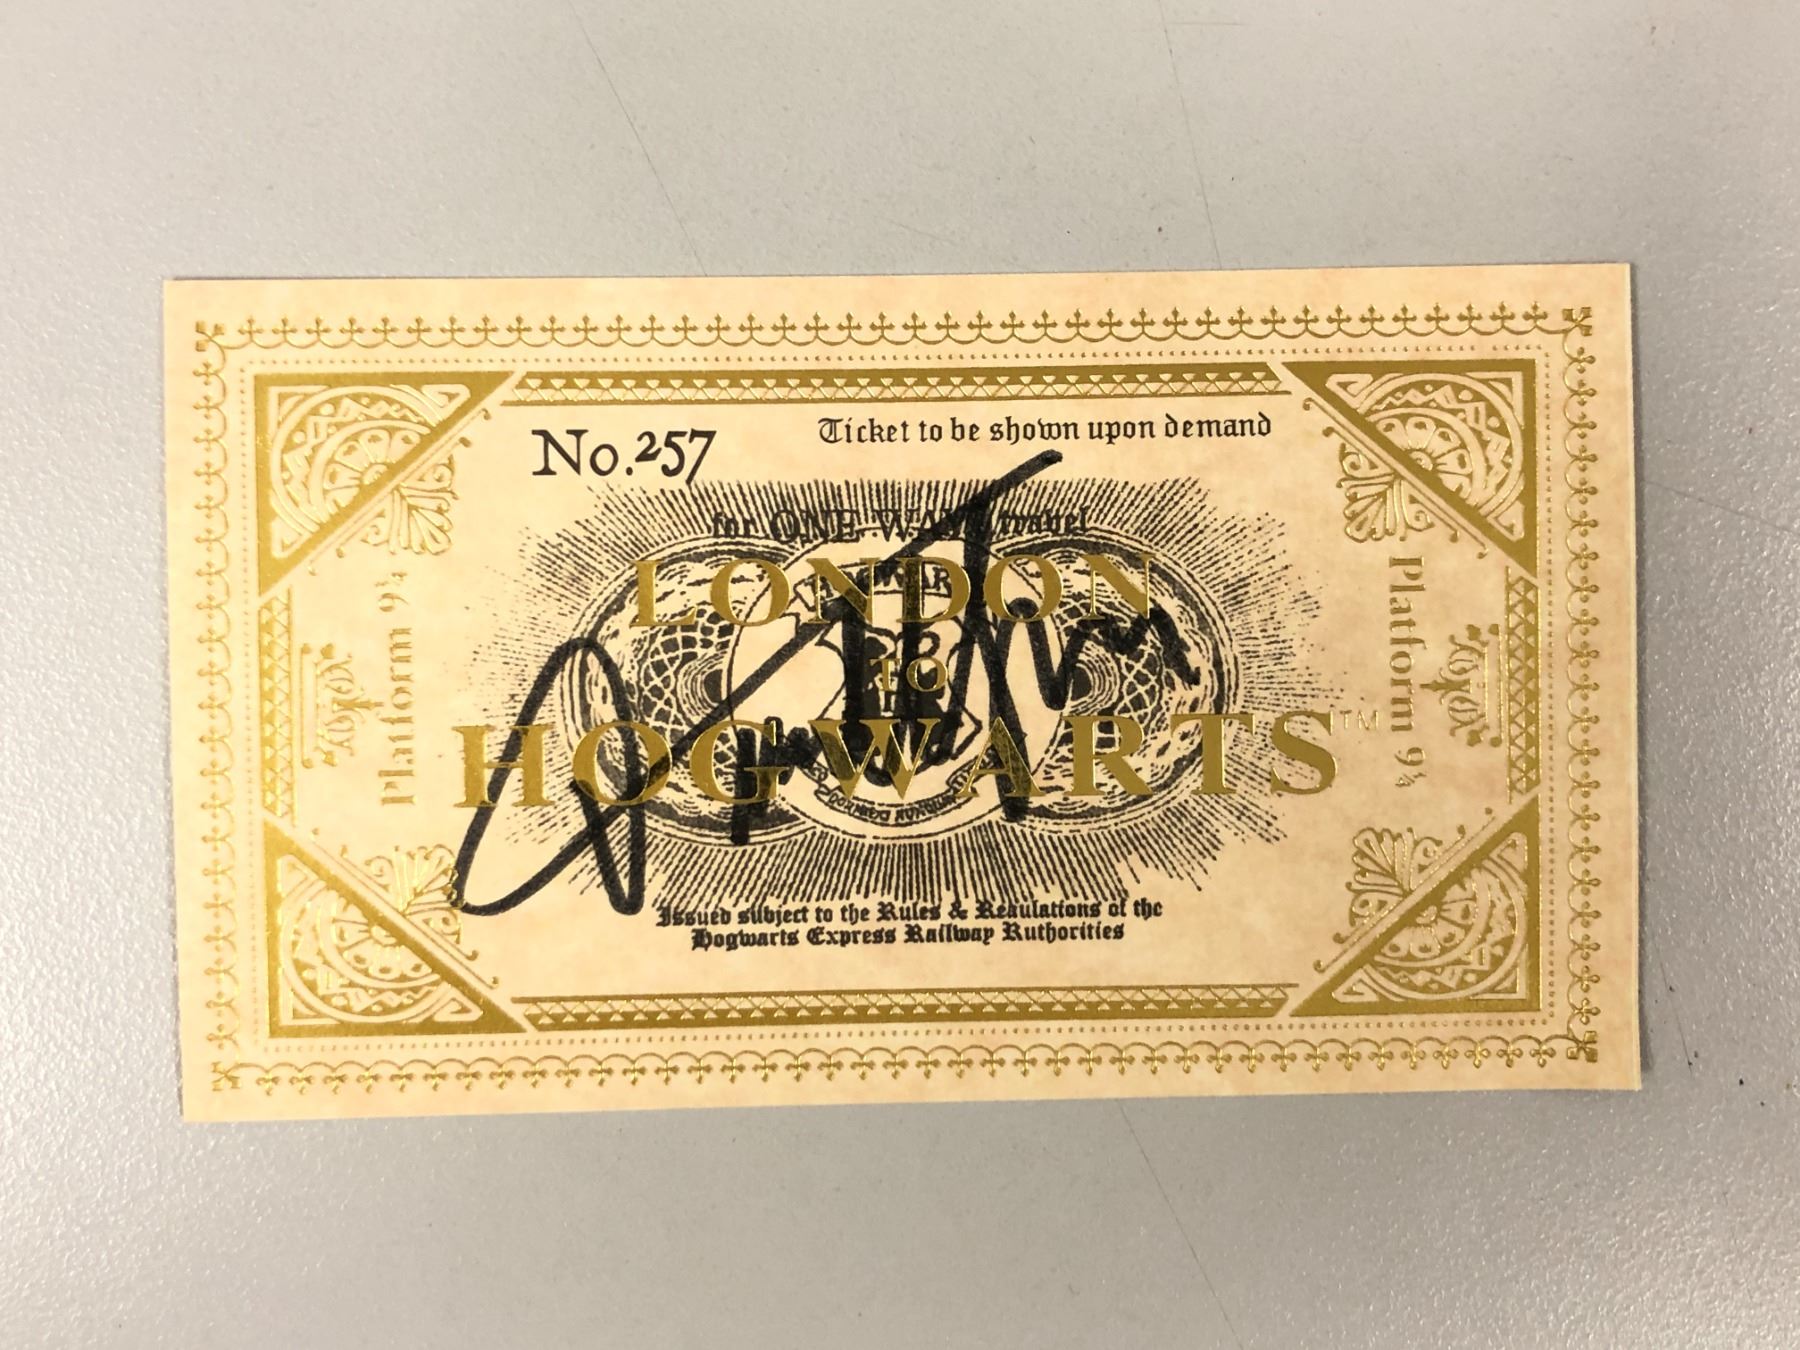 No.257
Ticket to be shown upon demand
for ONE WAY travel
LONDON
TO
HOGWARTS™
Platform 9¾
Platform 9¾
Issued subject to the Rules & Regulations of the
Hogwarts Express Railway Authorities